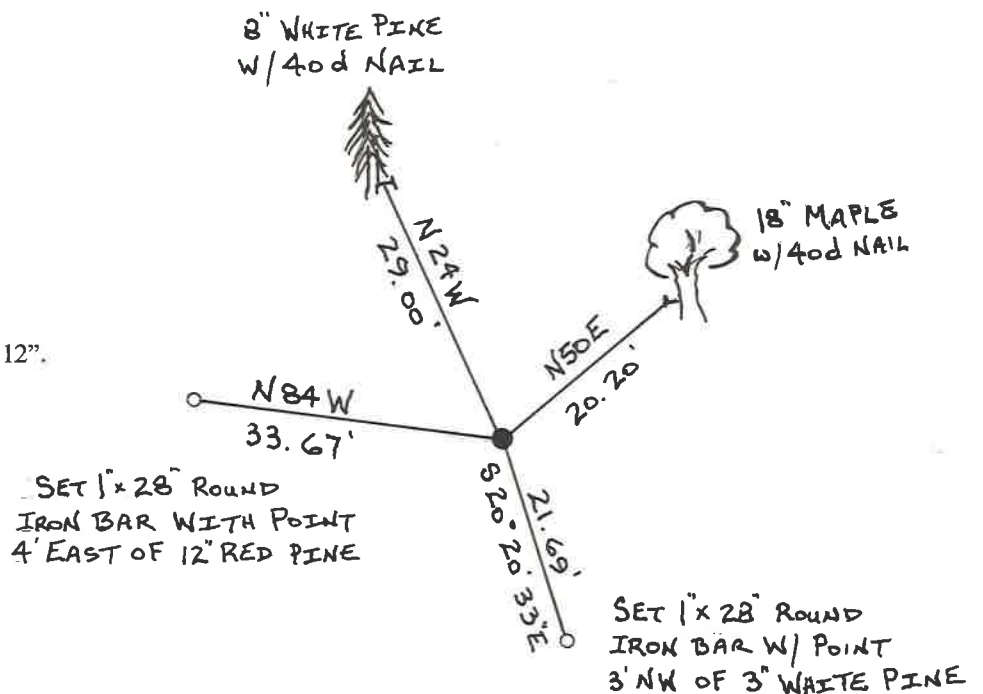 8" WHITE PINE
W/40d NAIL
18" MAPLE
w/40d NAIL
N24W
29.00'
N50E
20.20'
12”.
N84W
33.67'
SET 1"x 28" ROUND
IRON BAR WITH POINT
4' EAST OF 12" RED PINE
21.69'
S20° 20' 33"E
SET 1"x 28" ROUND
IRON BAR W/ POINT
3' NW OF 3" WHITE PINE